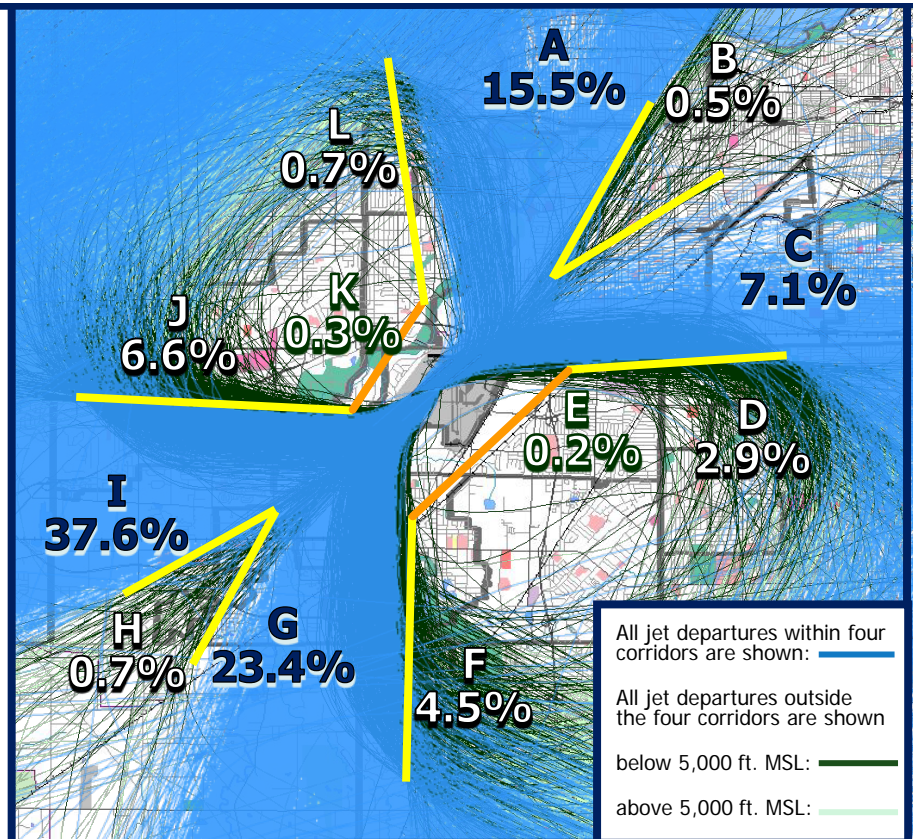 A
15.5%
B
0.5%
L
0.7%
C
7.1%
K
0.3%
J
6.6%
E
0.2%
D
2.9%
I
37.6%
H
0.7%
G
23.4%
F
4.5%
All jet departures within four
corridors are shown:
All jet departures outside
the four corridors are shown
below 5,000 ft. MSL:
above 5,000 ft. MSL: